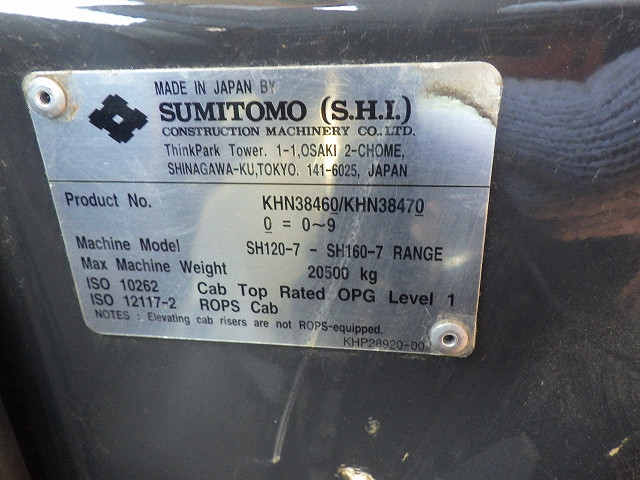 MADE IN JAPAN BY
SUMITOMO (S.H.I.)
CONSTRUCTION MACHINERY CO.,LTD.
ThinkPark Tower. 1-1,OSAKI 2-CHOME,
SHINAGAWA-KU,TOKYO. 141-6025, JAPAN
Product No. KHN38460/KHN38470
0 = 0~9
Machine Model SH120-7 - SH160-7 RANGE
Max Machine Weight 20500 kg
ISO 10262 Cab Top Rated OPG Level 1
ISO 12117-2 ROPS Cab
NOTES : Elevating cab risers are not ROPS-equipped.
KHP28920-00